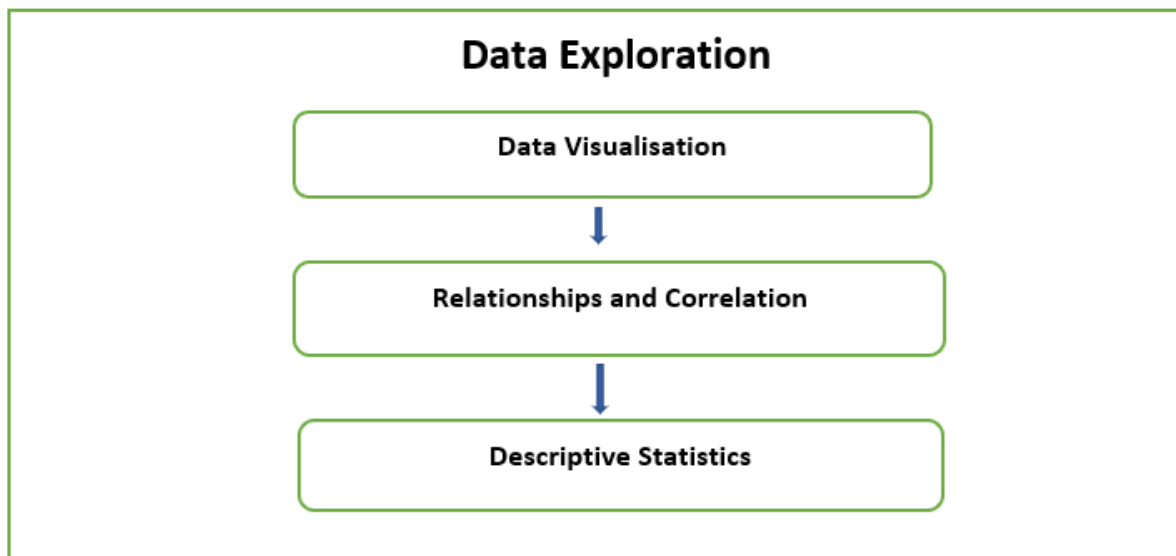 Data Exploration
Data Visualisation
Relationships and Correlation
Descriptive Statistics